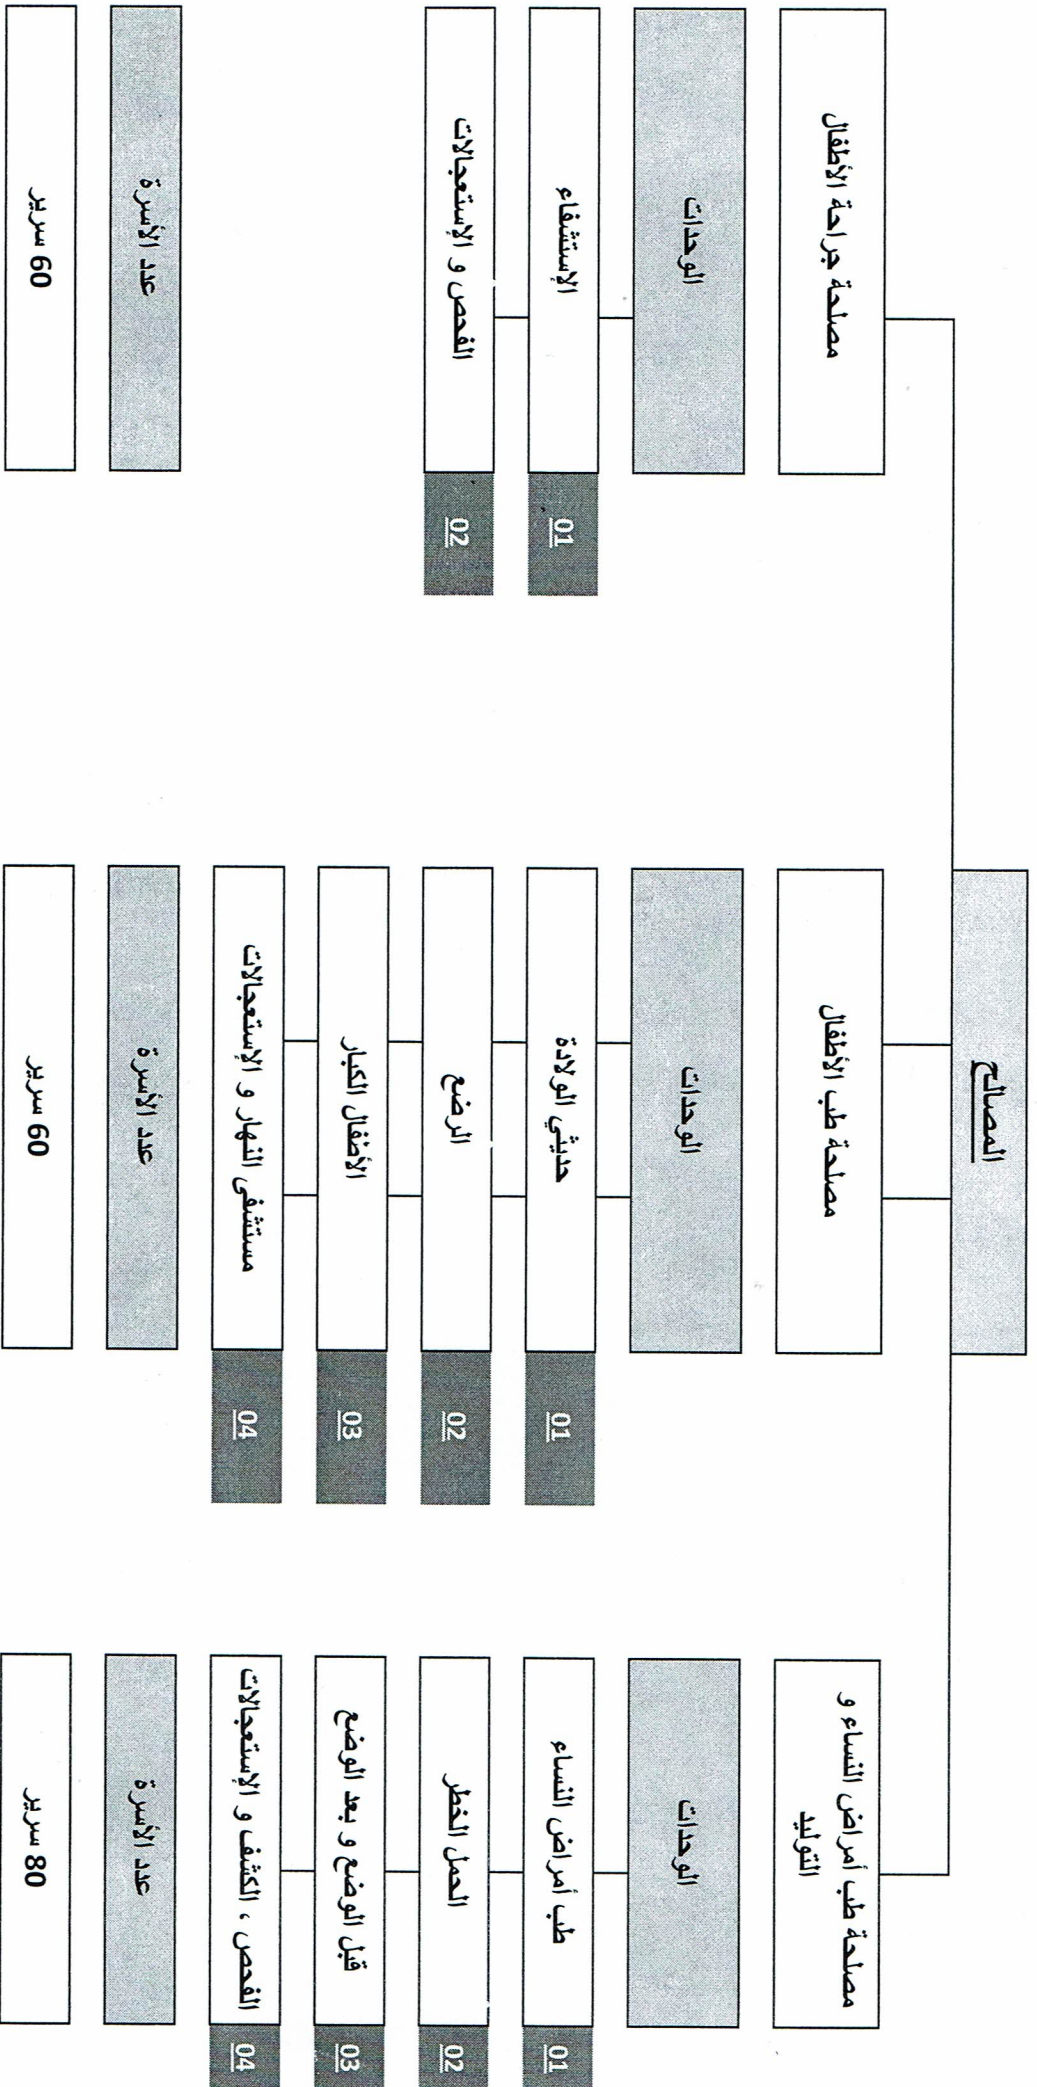 المصالح
مصلحة طب أمراض النساء و
التوليد
الوحدات
طب أمراض النساء
01
الحمل الخطر
02
قبل الوضع و بعد الوضع
03
الفحص ، الكشف و الإستعجالات
04
عدد الأسرة
80 سرير
مصلحة طب الأطفال
الوحدات
حديثي الولادة
01
الرضع
02
الأطفال الكبار
03
مستشفى النهار و الإستعجالات
04
عدد الأسرة
60 سرير
مصلحة جراحة الأطفال
الوحدات
الإستشفاء
01
الفحص و الإستعجالات
02
عدد الأسرة
60 سرير